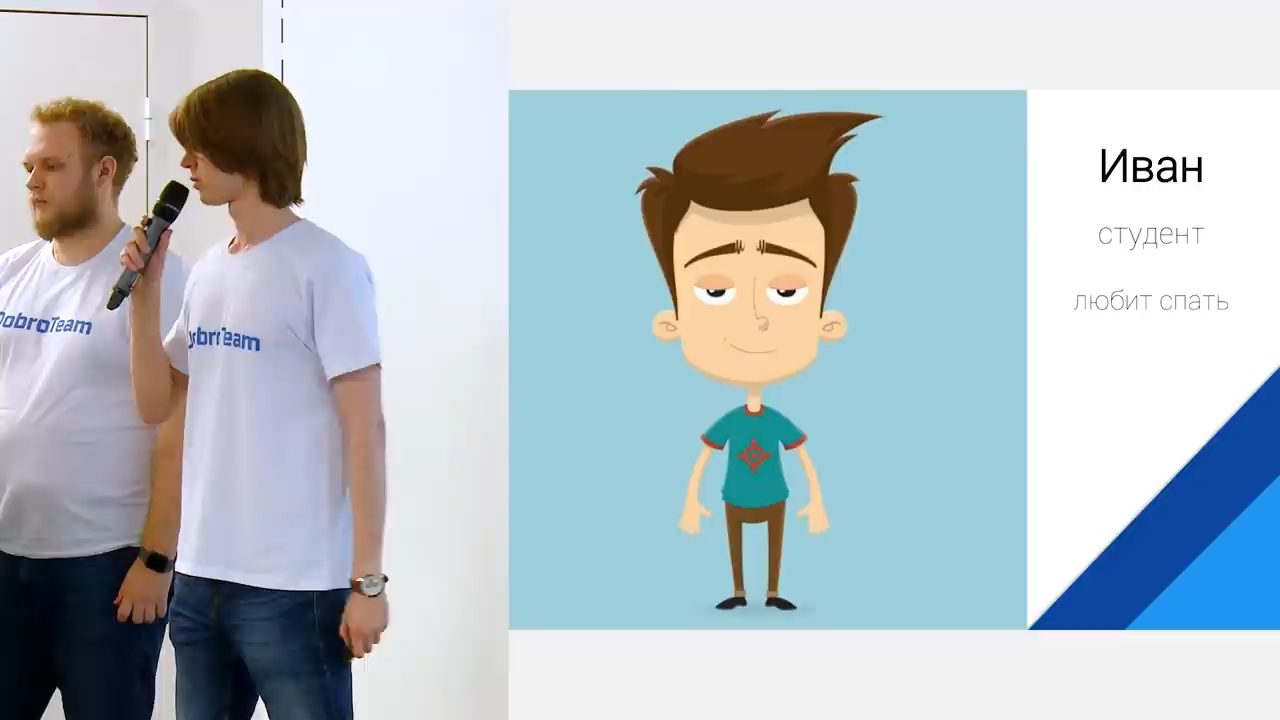 DobroTeam
DobroTeam
Иван
студент
любит спать